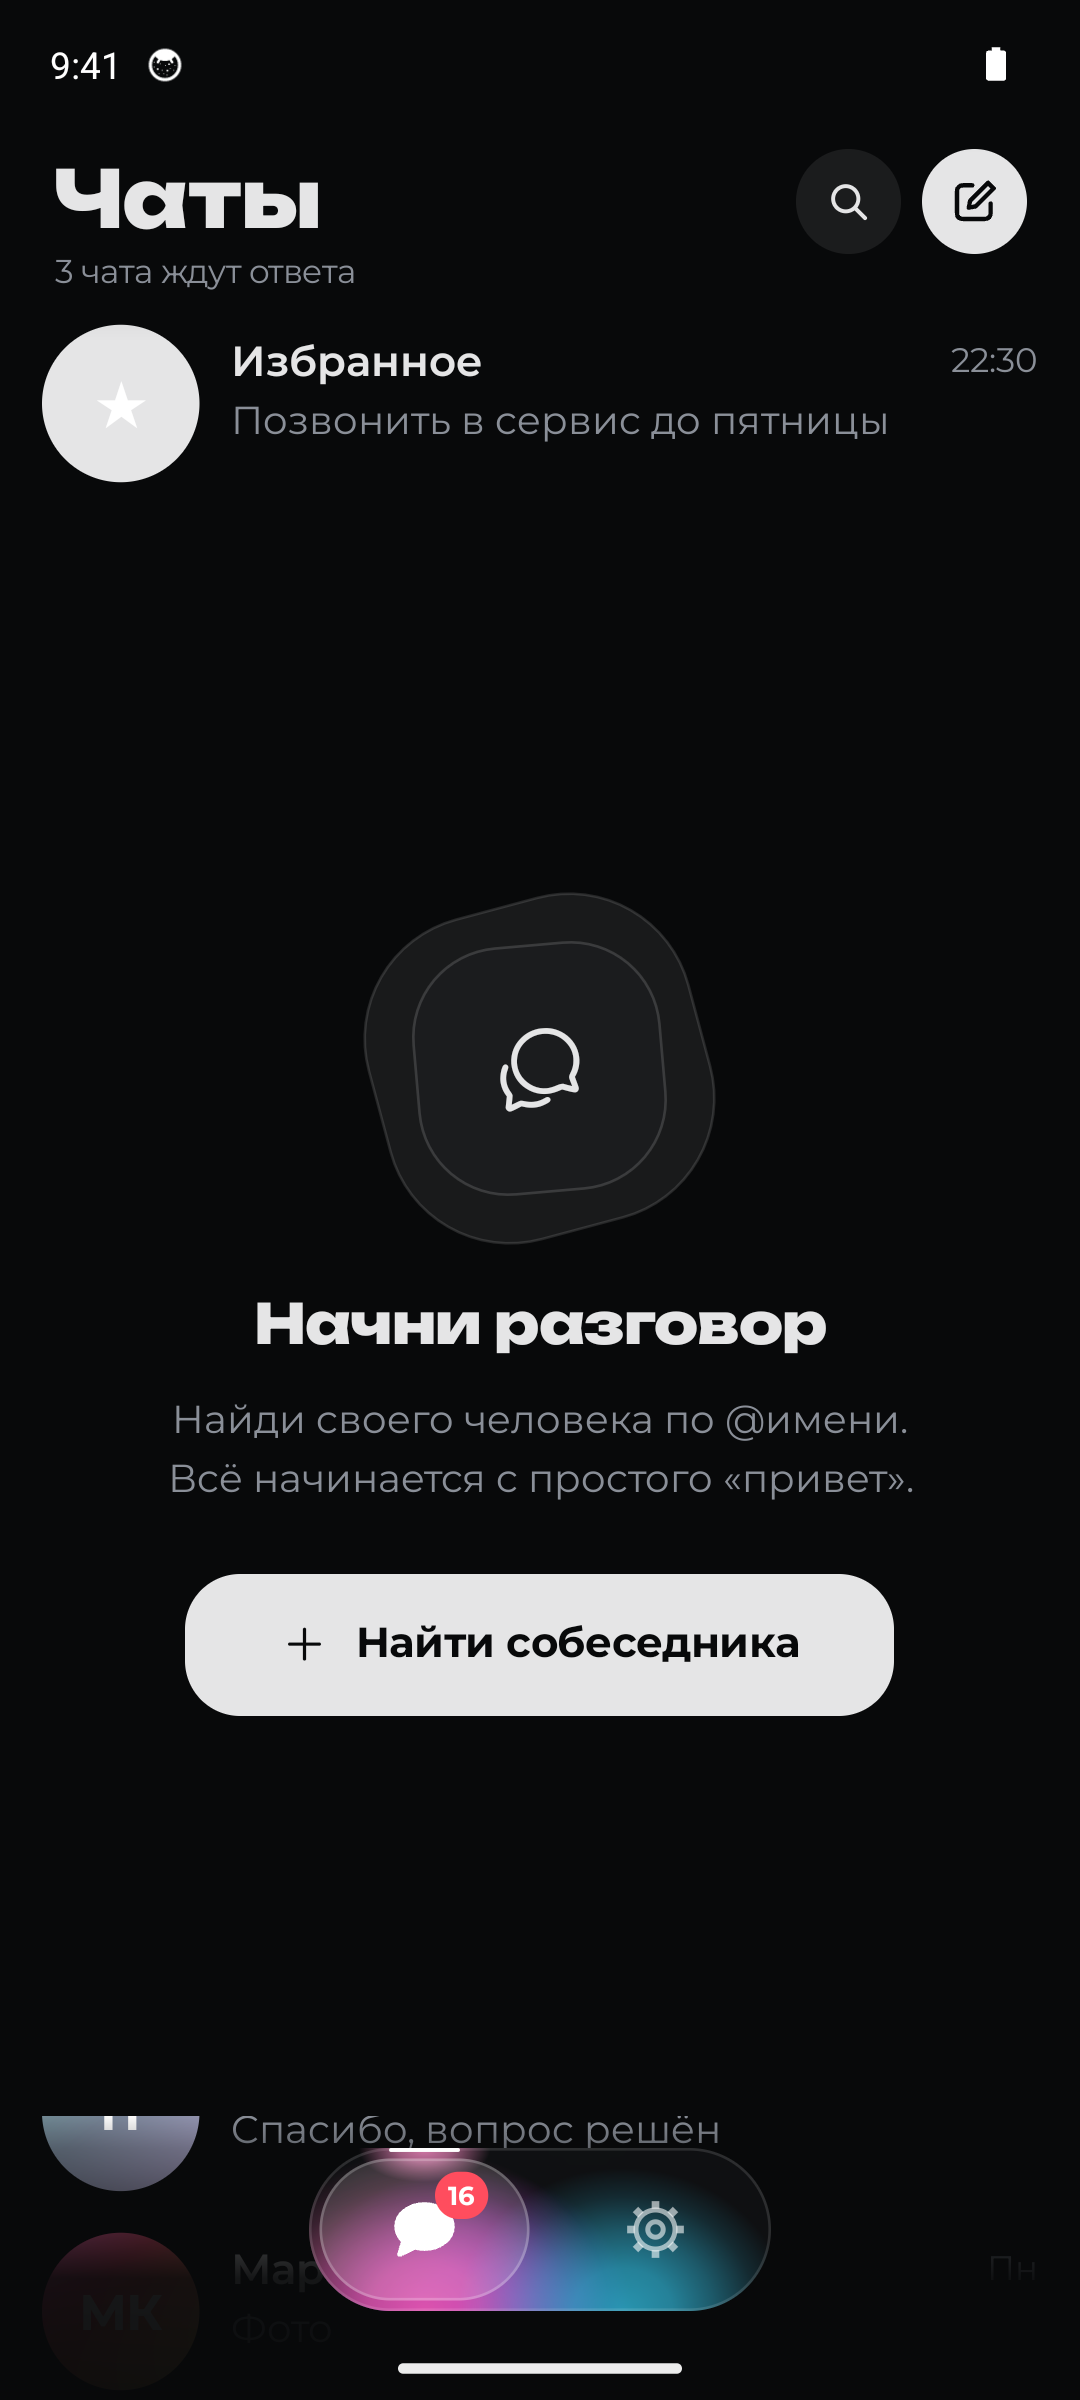 9:41
Чаты
3 чата ждут ответа
Избранное
22:30
Позвонить в сервис до пятницы
Начни разговор
Найди своего человека по @имени.
Всё начинается с простого «привет».
Найти собеседника
Спасибо, вопрос решён
16
Пн
МК
Фото